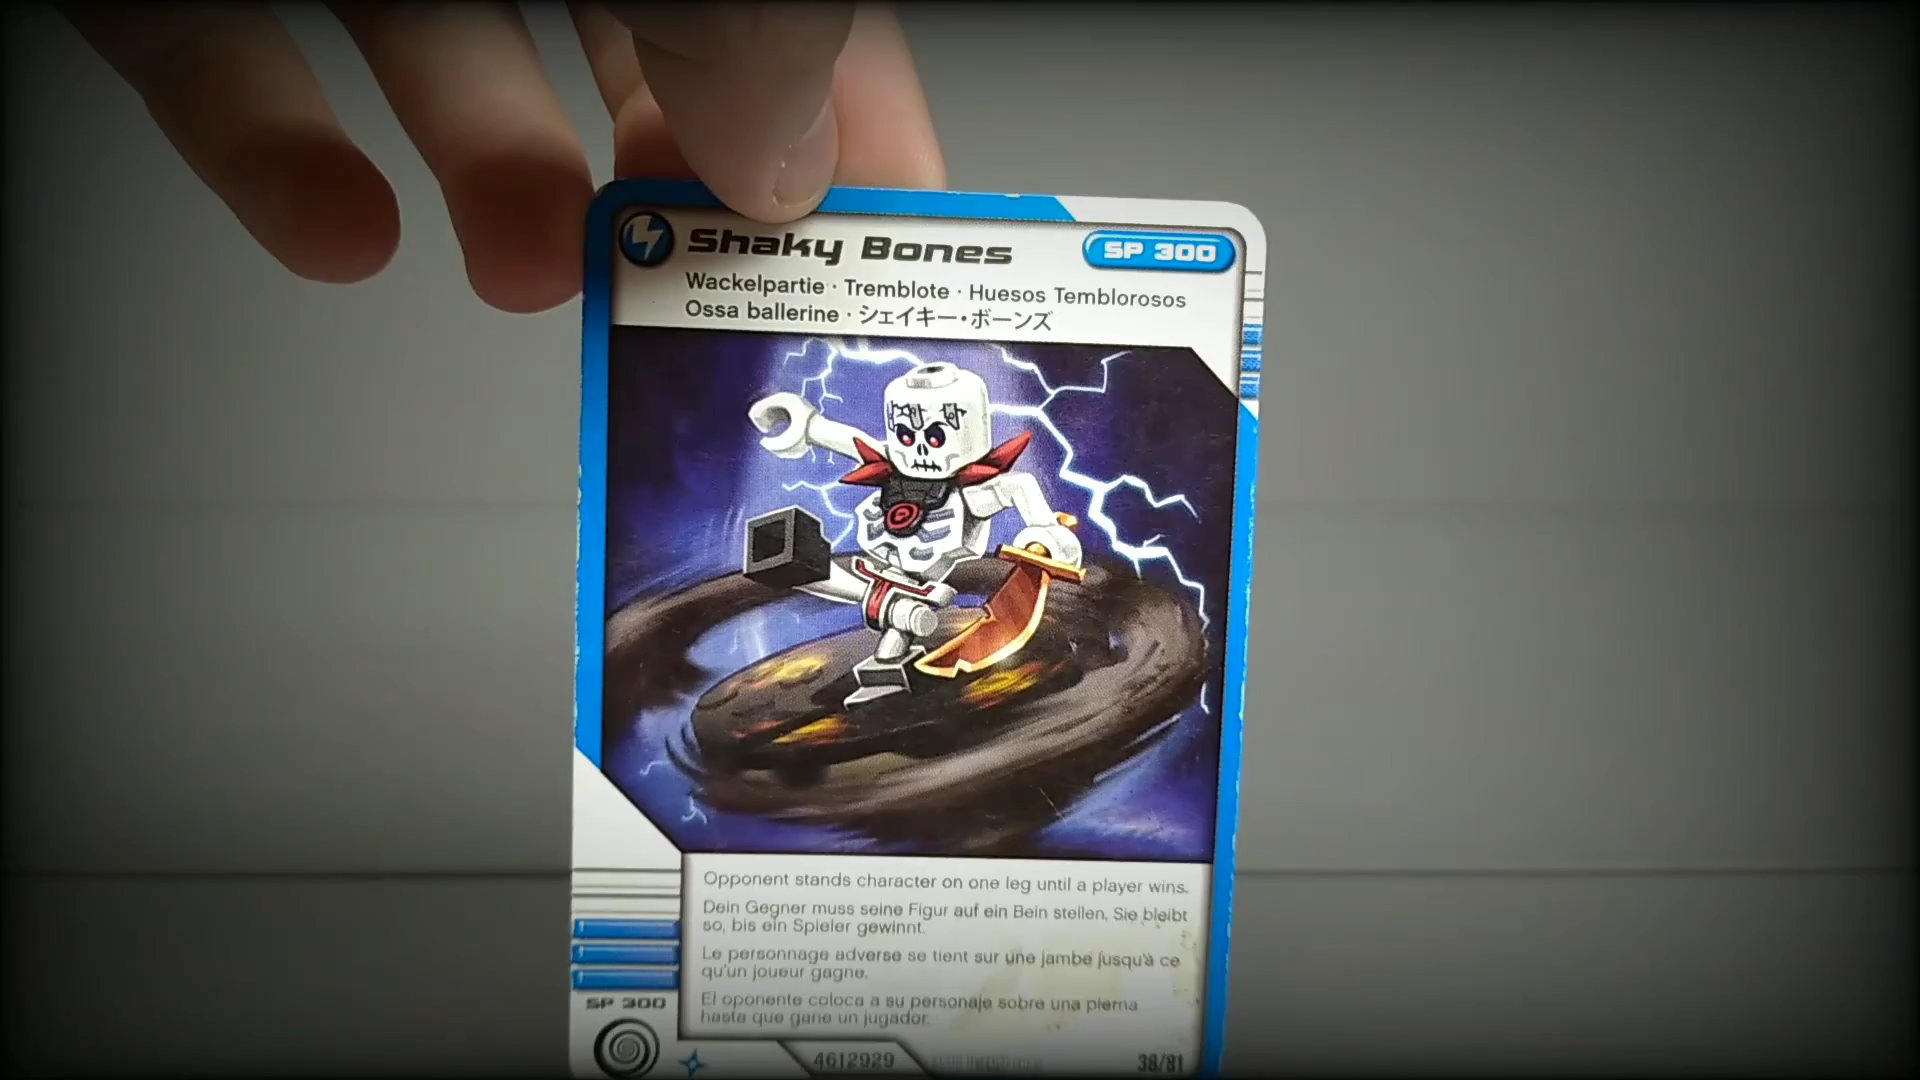 Shaky Bones
SP 300
Wackelpartie · Tremblote · Huesos Temblorosos
Ossa ballerine · シェイキー・ボーンズ
Opponent stands character on one leg until a player wins.
Dein Gegner muss seine Figur auf ein Bein stellen. Sie bleibt
so, bis ein Spieler gewinnt.
Le personnage adverse se tient sur une jambe jusqu'à ce
qu'un joueur gagne.
El oponente coloca a su personaje sobre una pierna
hasta que gane un jugador.
SP 300
4612929
38/81